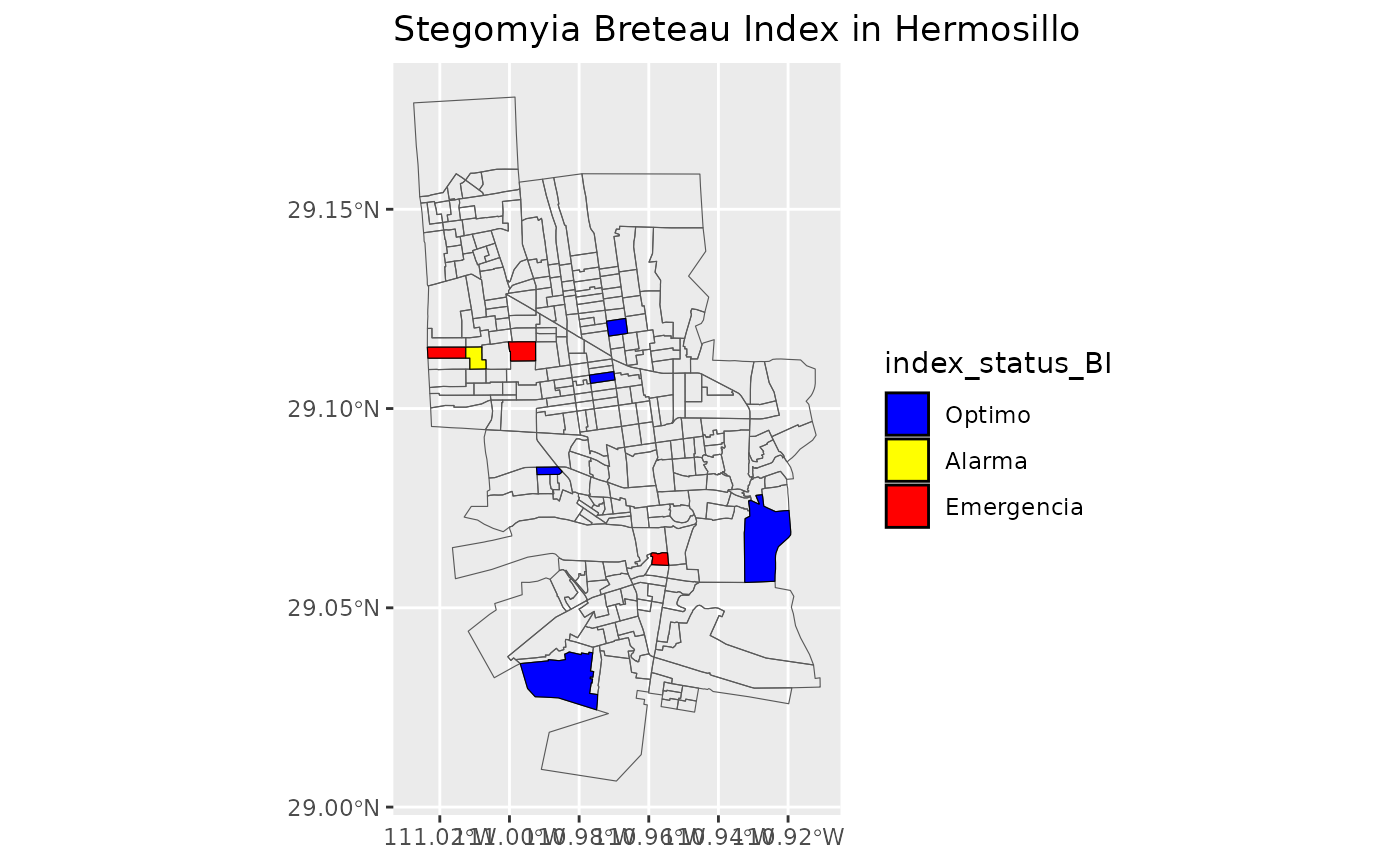 Stegomyia Breteau Index in Hermosillo
29.15°N
29.10°N
29.05°N
29.00°N
111.02°W 111.00°W 110.98°W 110.96°W 110.94°W 110.92°W
index_status_BI
Optimo
Alarma
Emergencia